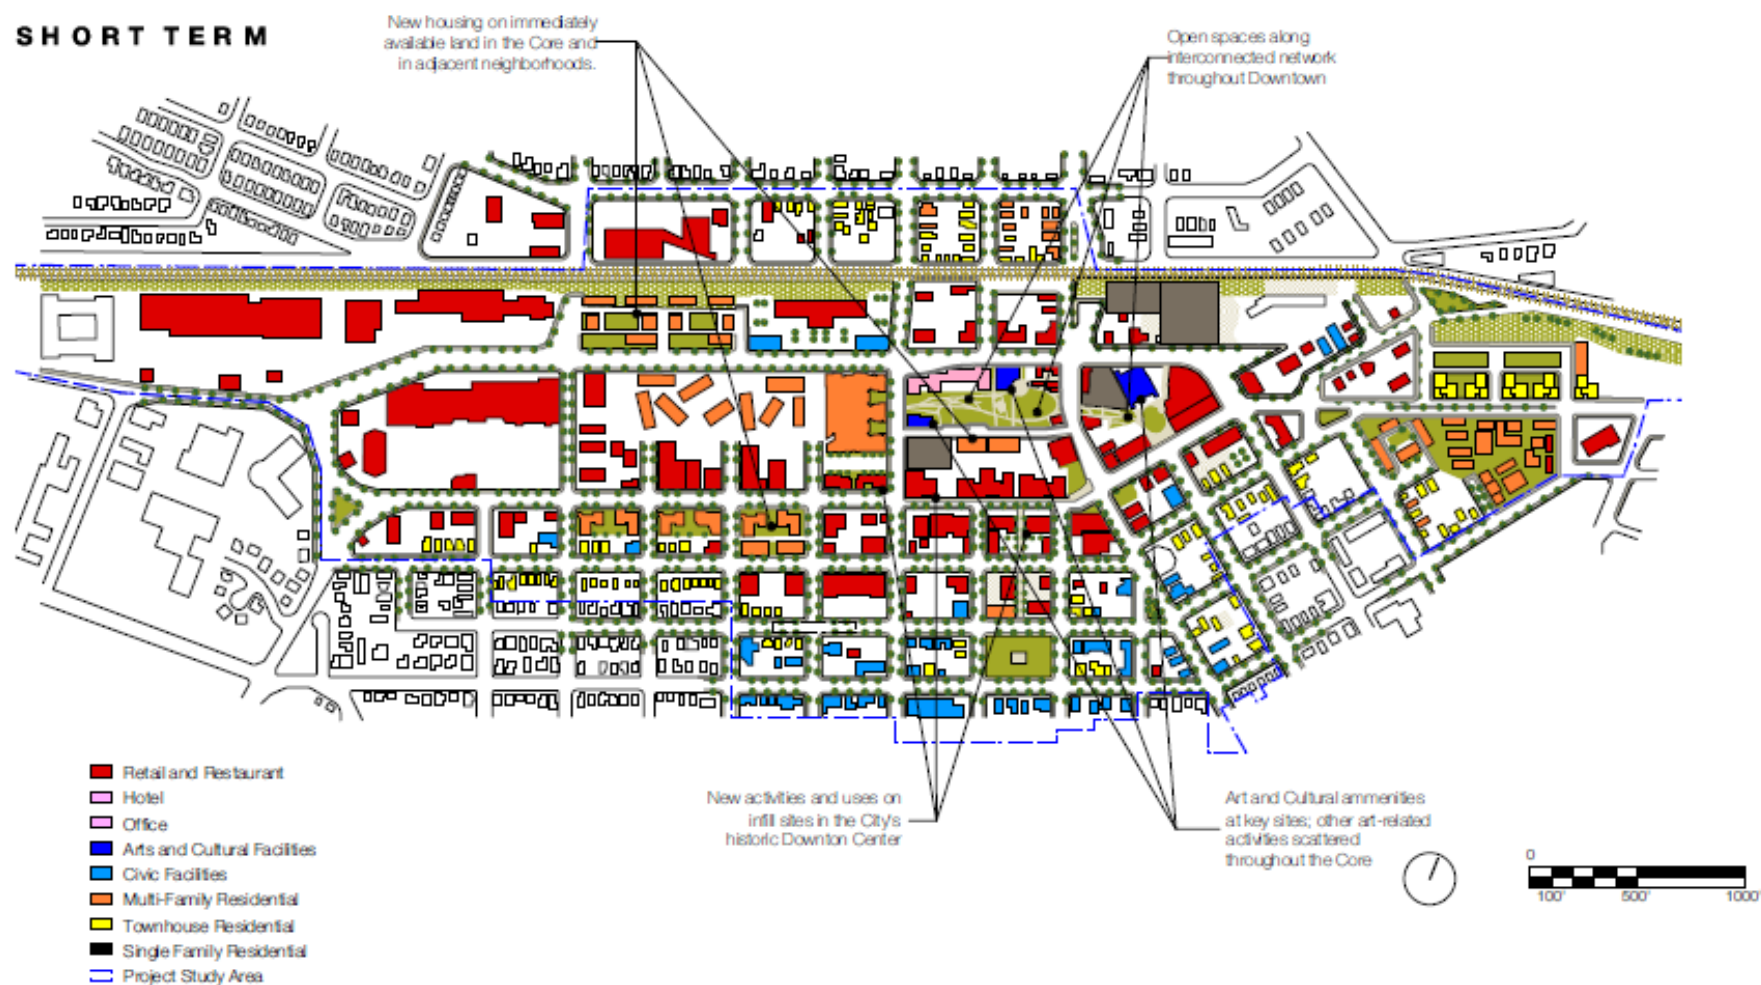 SHORT TERM
New housing on immediately
available land in the Core and
in adjacent neighborhoods.
Open spaces along
interconnected network
throughout Downtown
Retail and Restaurant
Hotel
Office
Arts and Cultural Facilities
Civic Facilities
Multi-Family Residential
Townhouse Residential
Single Family Residential
Project Study Area
New activities and uses on
infill sites in the City's
historic Downton Center
Art and Cultural ammenities
at key sites; other art-related
activities scattered
throughout the Core
0
100' 500' 1000'